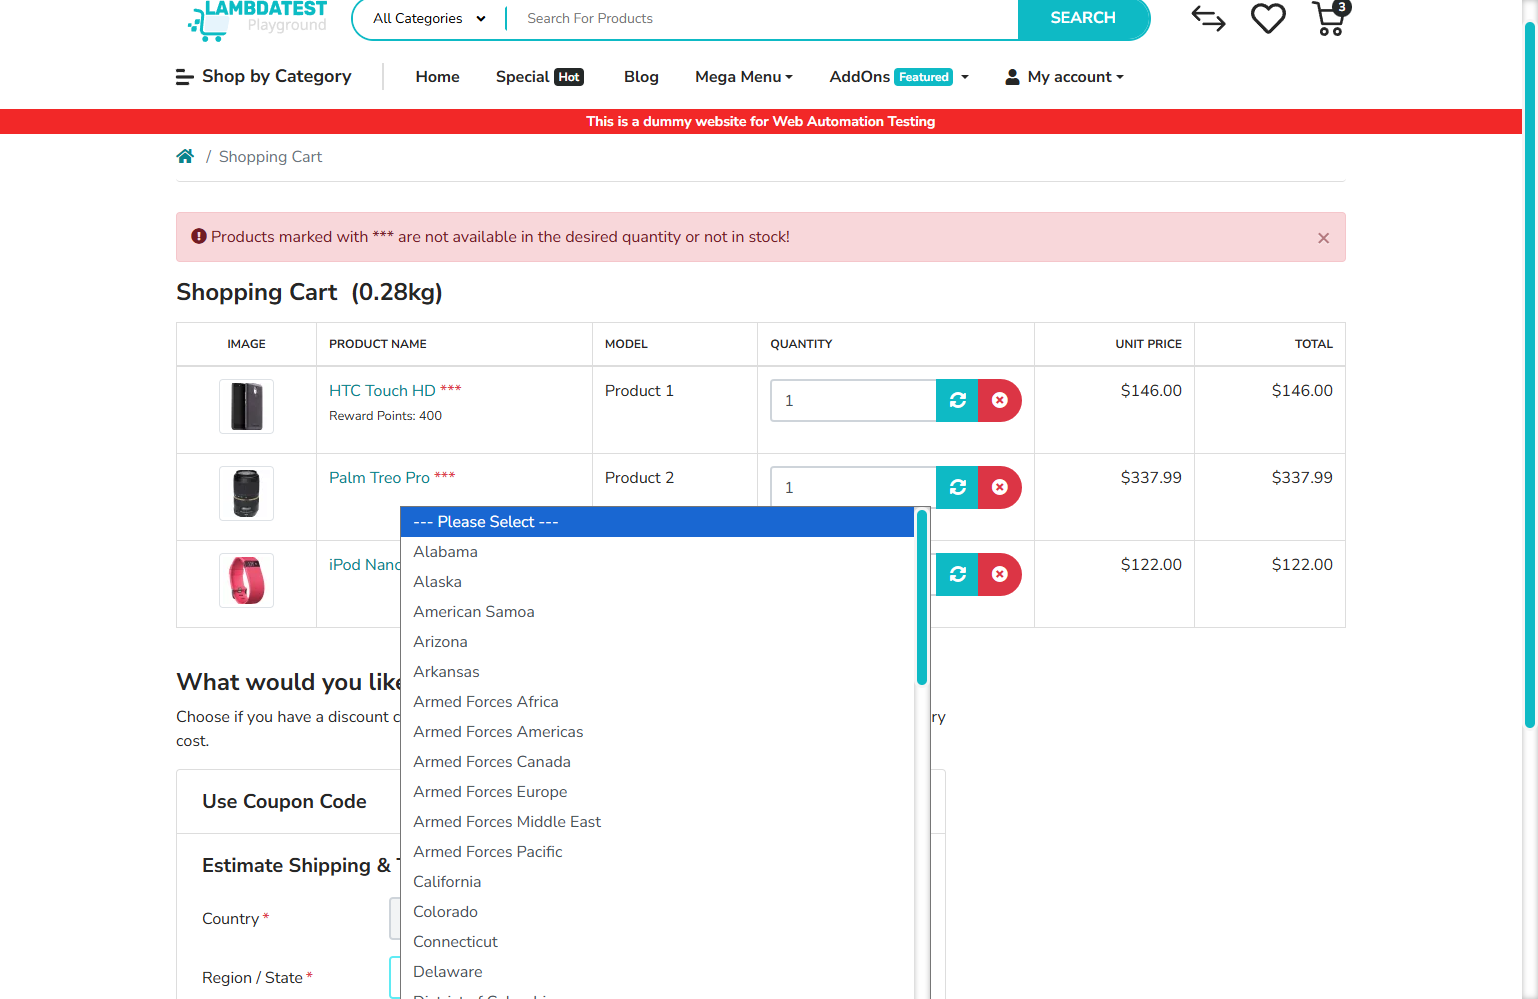 LAMBDATEST
Playground
All Categories
Search For Products
SEARCH
3
Shop by Category
Home
Special Hot
Blog
Mega Menu
AddOns Featured
My account
This is a dummy website for Web Automation Testing
/ Shopping Cart
Products marked with *** are not available in the desired quantity or not in stock!
×
Shopping Cart (0.28kg)
IMAGE PRODUCT NAME MODEL QUANTITY UNIT PRICE TOTAL
HTC Touch HD *** Product 1 1 $146.00 $146.00
Reward Points: 400
Palm Treo Pro *** Product 2 1 $337.99 $337.99
iPod Nano $122.00 $122.00
--- Please Select ---
Alabama
Alaska
American Samoa
Arizona
Arkansas
Armed Forces Africa
Armed Forces Americas
Armed Forces Canada
Armed Forces Europe
Armed Forces Middle East
Armed Forces Pacific
California
Colorado
Connecticut
Delaware
What would you like
Choose if you have a discount
cost.
Use Coupon Code
Estimate Shipping &
Country *
Region / State *